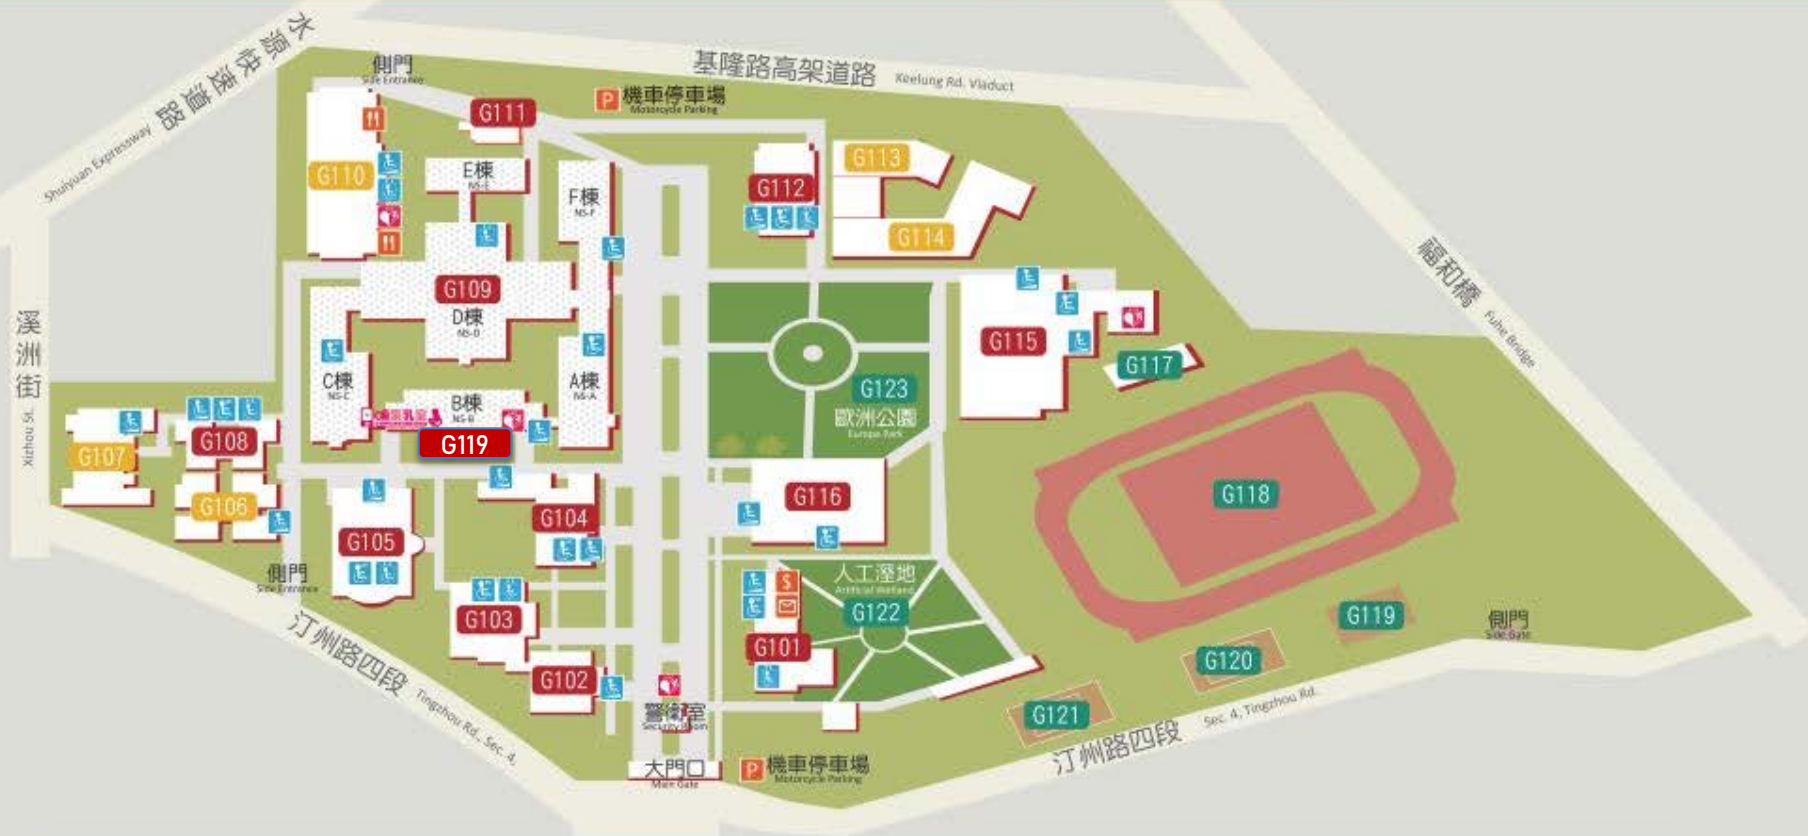 水源快速道路
Shuiyuan Expressway
側門
Side Entrance
基隆路高架道路 Keelung Rd. Viaduct
P 機車停車場
Motorcycle Parking
G111
G110
E棟
NS-E
F棟
NS-F
G112
G113
G114
福和橋
Fuhe Bridge
G109
D棟
NS-D
溪洲街
Xizhou St.
C棟
NS-C
B棟
NS-B
A棟
NS-A
G115
G117
G123
歐洲公園
Europe Park
G119
G107
G108
G106
G105
G104
G116
G118
側門
Side Entrance
人工溼地
Artificial Wetland
G122
$
G103
G101
G102
G119
側門
Side Gate
G120
G121
警衛室
Security Room
汀州路四段 Tingzhou Rd., Sec. 4,
汀州路四段 Sec. 4, Tingzhou Rd.
大門口
Main Gate
P 機車停車場
Motorcycle Parking